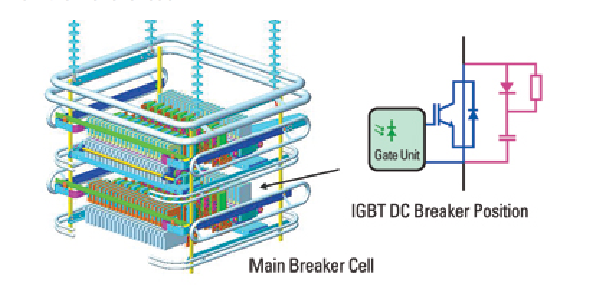 Gate Unit
IGBT DC Breaker Position
Main Breaker Cell